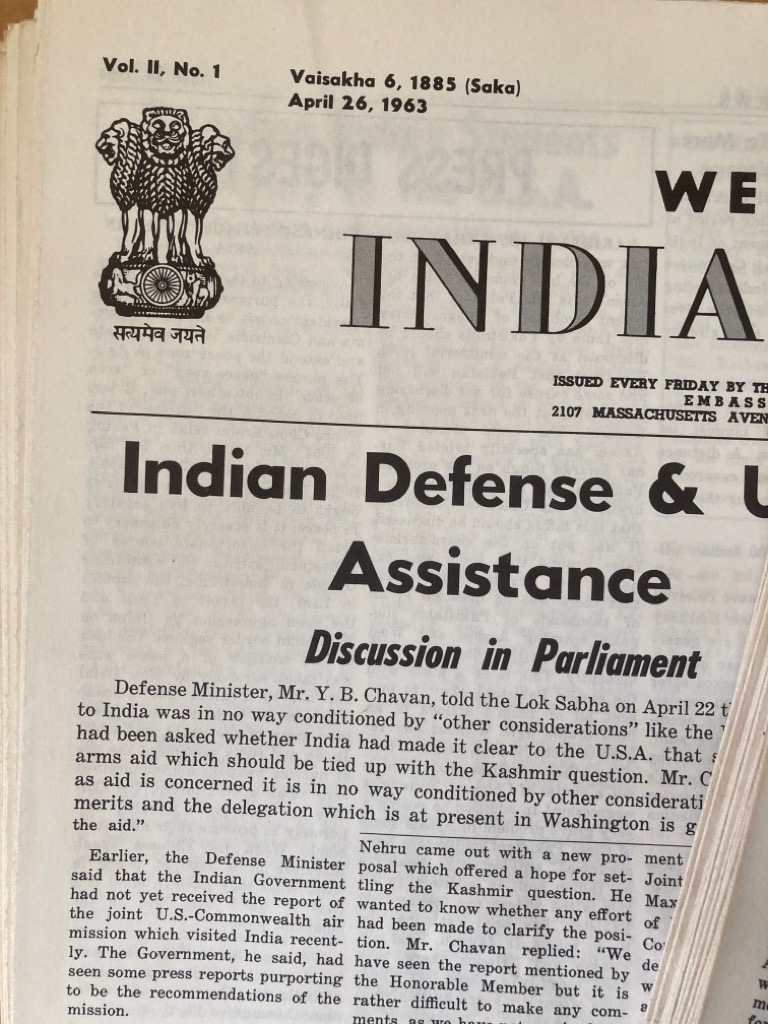 Vol. II, No. 1
Vaisakha 6, 1885 (Saka)
April 26, 1963
सत्यमेव जयते
WE
INDIA
ISSUED EVERY FRIDAY BY TH
EMBASS
2107 MASSACHUSETTS AVEN
Indian Defense & U
Assistance
Discussion in Parliament
Defense Minister, Mr. Y. B. Chavan, told the Lok Sabha on April 22 t
to India was in no way conditioned by “other considerations” like the
had been asked whether India had made it clear to the U.S.A. that s
arms aid which should be tied up with the Kashmir question. Mr. C
as aid is concerned it is in no way conditioned by other considerati
merits and the delegation which is at present in Washington is g
the aid.”
Earlier, the Defense Minister
said that the Indian Government
had not yet received the report of
the joint U.S.-Commonwealth air
mission which visited India recent-
ly. The Government, he said, had
seen some press reports purporting
to be the recommendations of the
mission.
Nehru came out with a new pro-
posal which offered a hope for set-
tling the Kashmir question. He
wanted to know whether any effort
had been made to clarify the posi-
tion. Mr. Chavan replied: “We
have seen the report mentioned by
the Honorable Member but it is
rather difficult to make any com-
ments, as we have not
ment
Joint
Max
of
Co
de
w
a